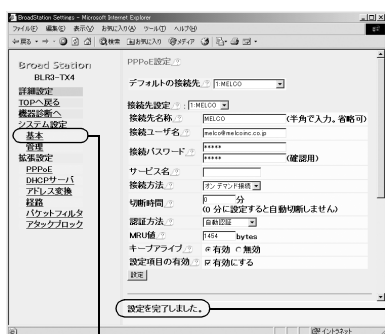 BroadStation Settings - Microsoft Internet Explorer
ファイル(F) 編集(E) 表示(V) お気に入り(A) ツール(T) ヘルプ(H)
戻る 検索 お気に入り メディア
Broad Station
BLR3-TX4
詳細設定
TOPへ戻る
機器診断へ
システム設定
基本
管理
拡張設定
PPPoE
DHCPサーバ
アドレス変換
経路
パケットフィルタ
アタックブロック
PPPoE設定 ?
デフォルトの接続先 ? 1:MELCO
接続先設定 ? : 1:MELCO
接続先名称 ? MELCO (半角で入力。省略可)
接続ユーザ名 ? melco@melcoinc.co.jp
接続パスワード ? *****
***** (確認用)
サービス名 ?
接続方法 ? オンデマンド接続
切断時間 ? 0 分
(0 分に設定すると自動切断しません)
認証方法 ? 自動認証
MRU値 ? 1454 bytes
キープアライブ ? 有効 無効
設定項目の有効 ? 有効にする
設定
設定を完了しました。
イントラネット